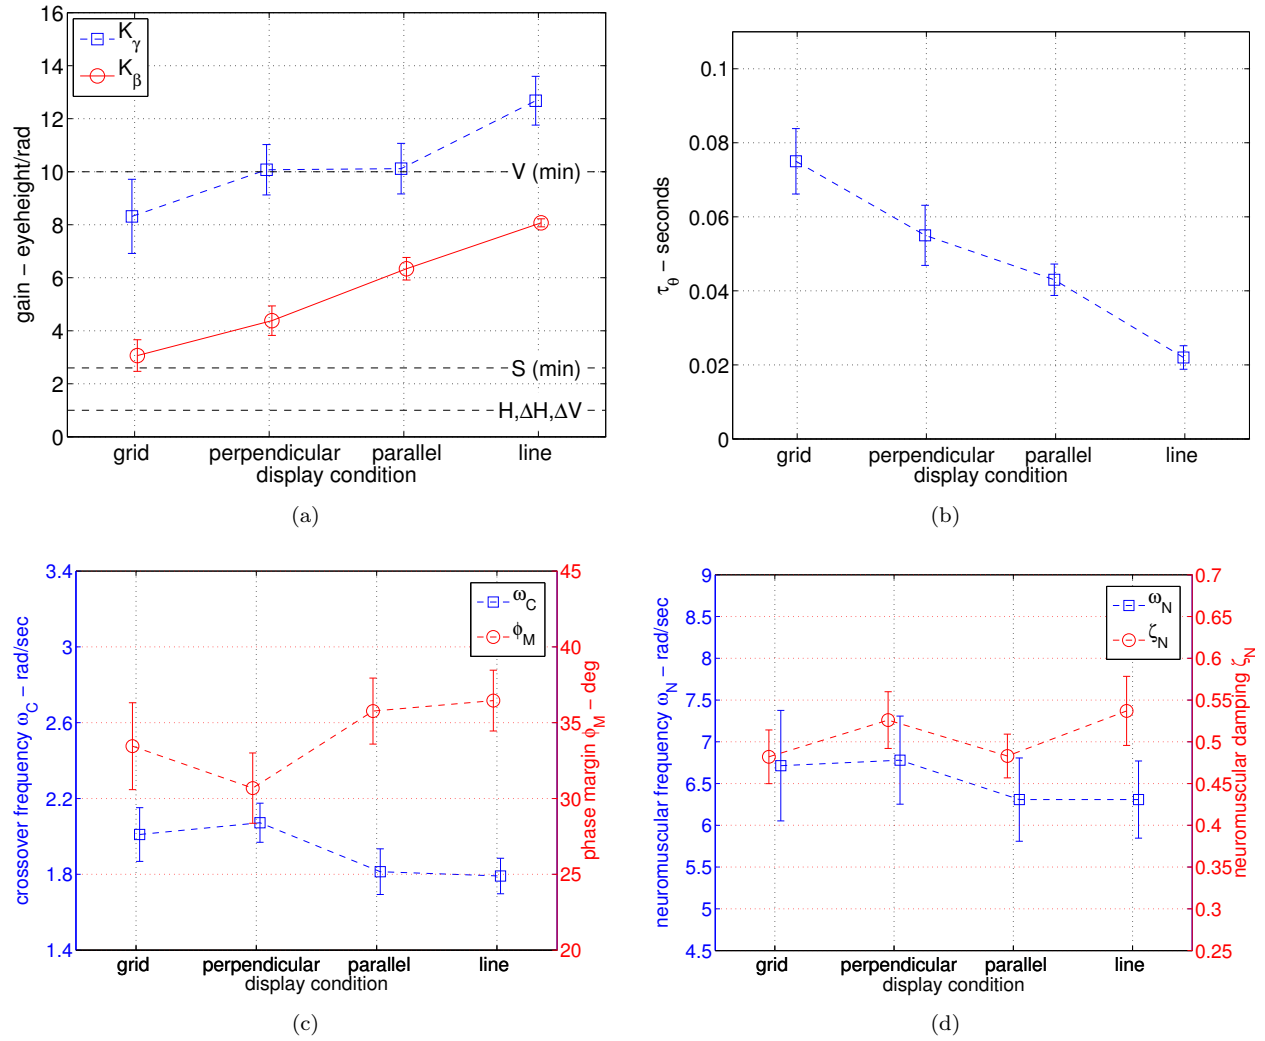 16
14
12
10
8
6
4
2
0
gain − eyeheight/rad
K_γ
K_β
V (min)
S (min)
H,ΔH,ΔV
grid perpendicular parallel line
display condition
(a)
0.1
0.08
0.06
0.04
0.02
0
τ_θ − seconds
grid perpendicular parallel line
display condition
(b)
3.4
3
2.6
2.2
1.8
1.4
crossover frequency ω_C − rad/sec
ω_C
φ_M
45
40
35
30
25
20
phase margin φ_M − deg
grid perpendicular parallel line
display condition
(c)
9
8.5
8
7.5
7
6.5
6
5.5
5
4.5
neuromuscular frequency ω_N − rad/sec
ω_N
ζ_N
0.7
0.65
0.6
0.55
0.5
0.45
0.4
0.35
0.3
0.25
neuromuscular damping ζ_N
grid perpendicular parallel line
display condition
(d)